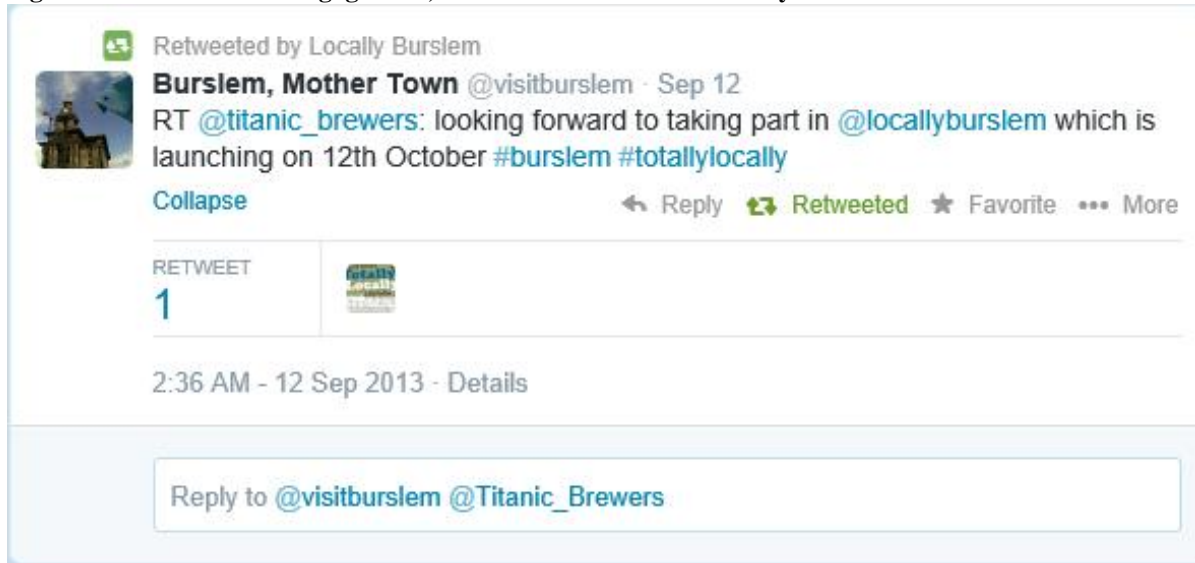 Retweeted by Locally Burslem
Burslem, Mother Town @visitburslem · Sep 12
RT @titanic_brewers: looking forward to taking part in @locallyburslem which is
launching on 12th October #burslem #totallylocally
Collapse Reply Retweeted Favorite More
RETWEET
1
Totally
Locally
2:36 AM - 12 Sep 2013 · Details
Reply to @visitburslem @Titanic_Brewers